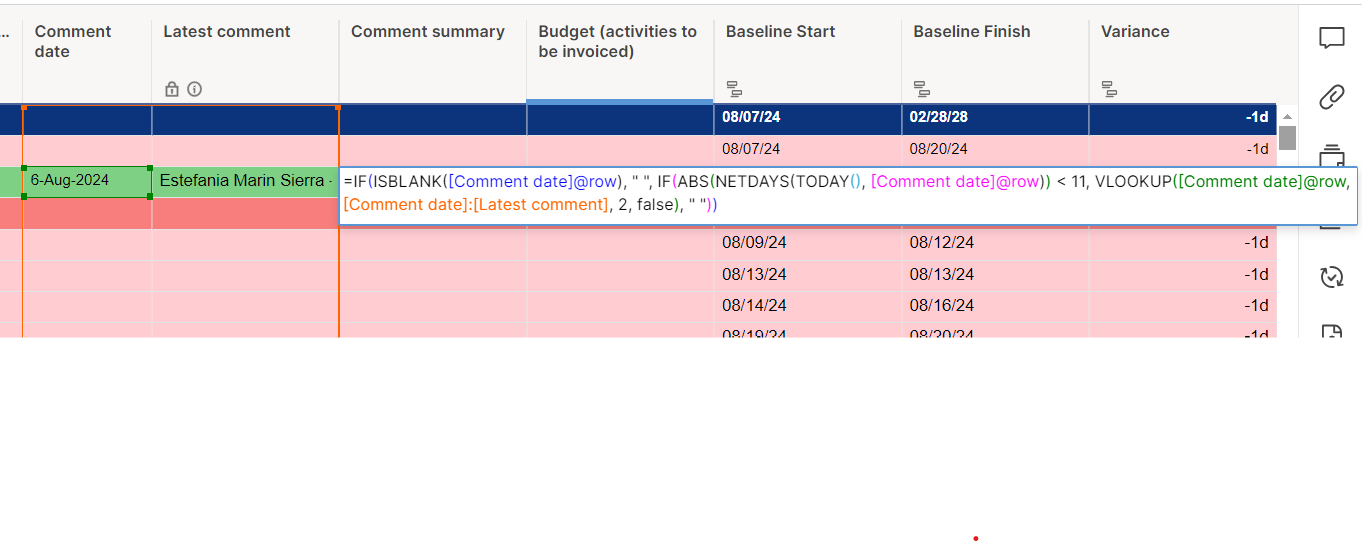 ...
Comment date
Latest comment
Comment summary
Budget (activities to be invoiced)
Baseline Start
Baseline Finish
Variance
08/07/24
02/28/28
-1d
08/07/24
08/20/24
-1d
6-Aug-2024
Estefania Marin Sierra -
=IF(ISBLANK([Comment date]@row), " ", IF(ABS(NETDAYS(TODAY(), [Comment date]@row)) < 11, VLOOKUP([Comment date]@row,
[Comment date]:[Latest comment], 2, false), " "))
08/09/24
08/12/24
-1d
08/13/24
08/13/24
-1d
08/14/24
08/16/24
-1d
08/19/24
08/20/24
-1d